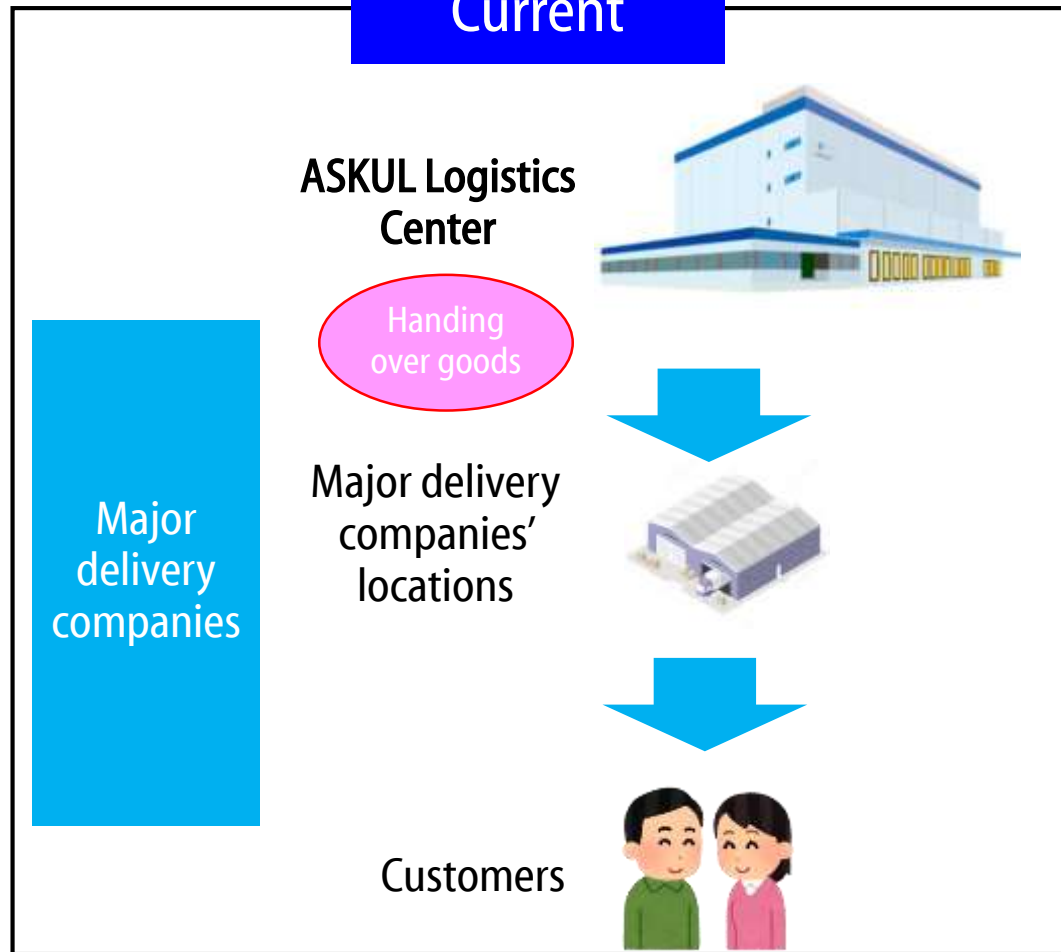 Current
ASKUL Logistics
Center
Handing
over goods
Major delivery
companies’
locations
Major
delivery
companies
Customers